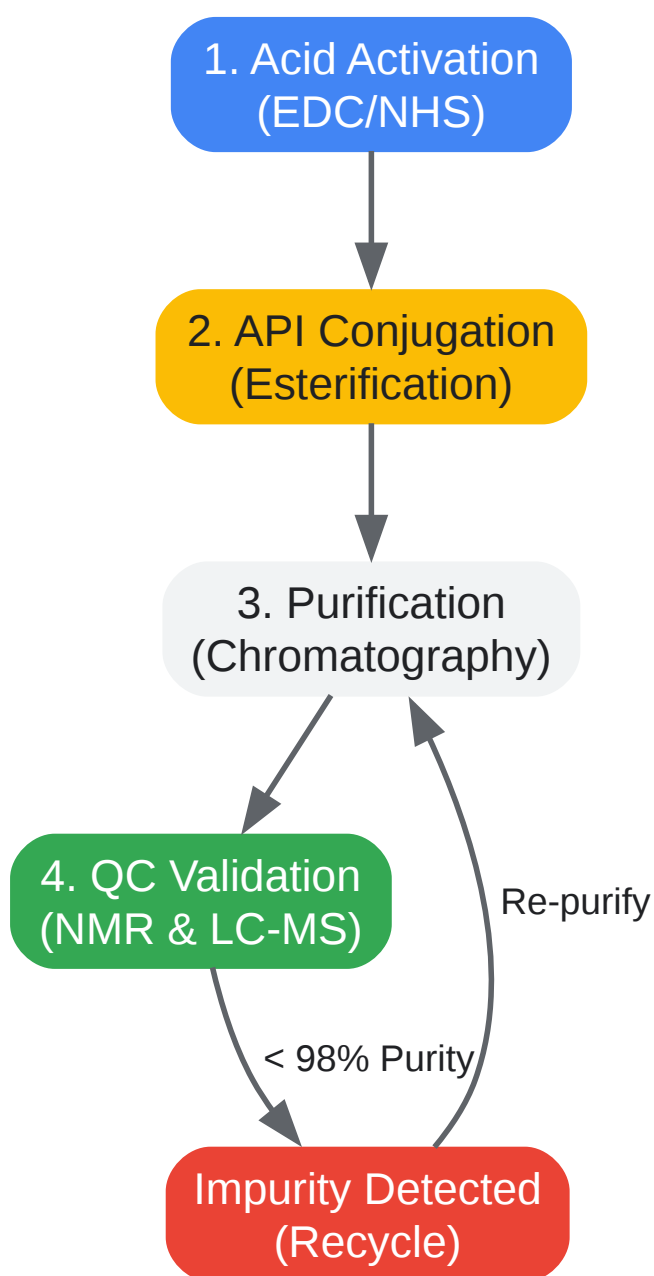 1. Acid Activation
(EDC/NHS)
2. API Conjugation
(Esterification)
3. Purification
(Chromatography)
4. QC Validation
(NMR & LC-MS)
Re-purify
< 98% Purity
Impurity Detected
(Recycle)